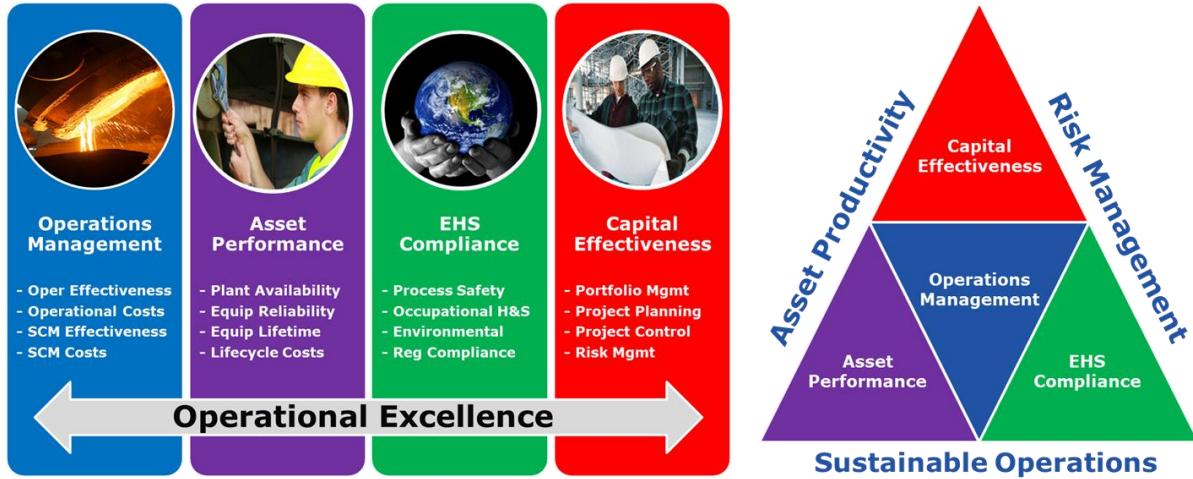 Operations
Management
- Oper Effectiveness
- Operational Costs
- SCM Effectiveness
- SCM Costs
Asset
Performance
- Plant Availability
- Equip Reliability
- Equip Lifetime
- Lifecycle Costs
EHS
Compliance
- Process Safety
- Occupational H&S
- Environmental
- Reg Compliance
Capital
Effectiveness
- Portfolio Mgmt
- Project Planning
- Project Control
- Risk Mgmt
Operational Excellence
Asset Productivity
Risk Management
Capital
Effectiveness
Operations
Management
Asset
Performance
EHS
Compliance
Sustainable Operations